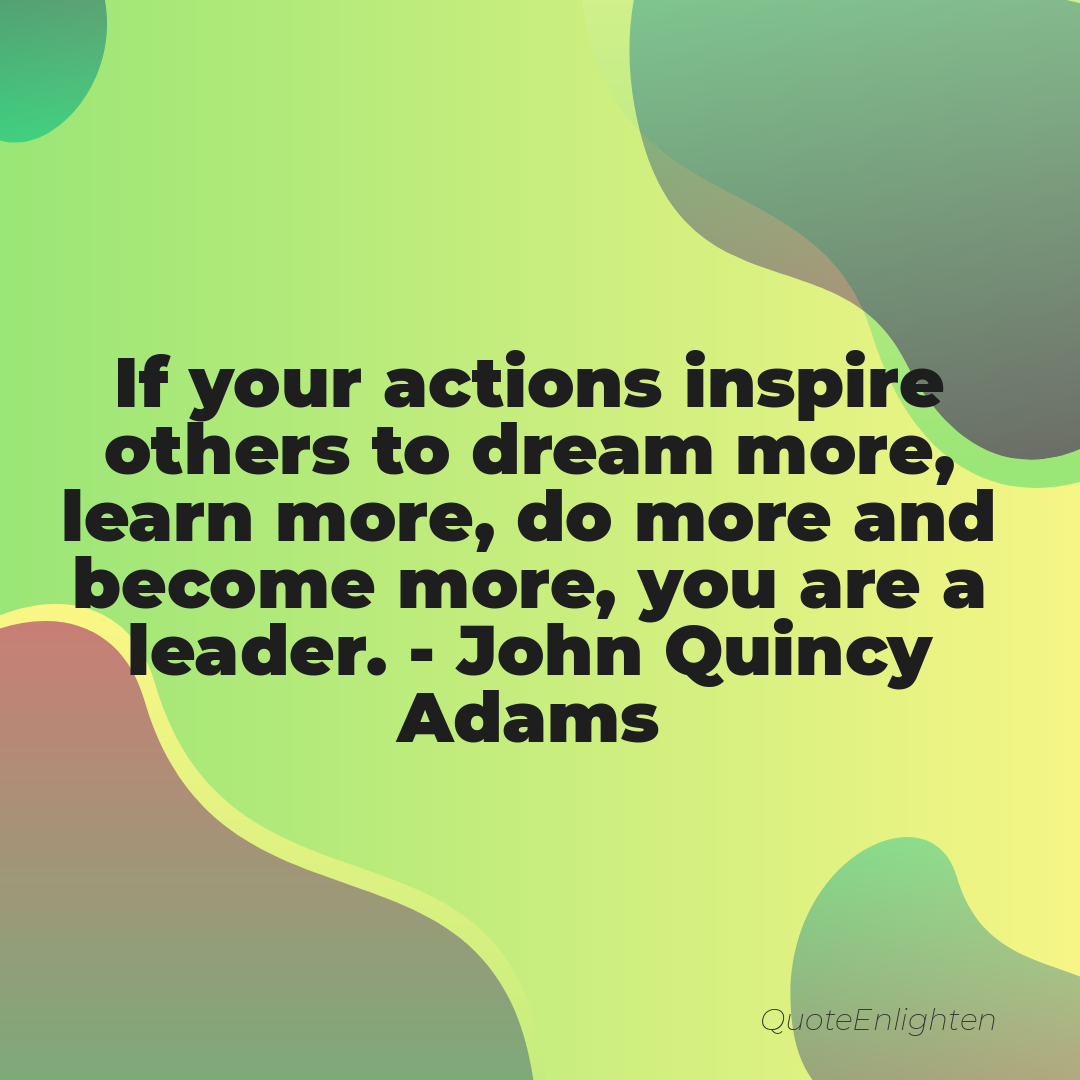 If your actions inspire
others to dream more,
learn more, do more and
become more, you are a
leader. - John Quincy
Adams
QuoteEnlighten